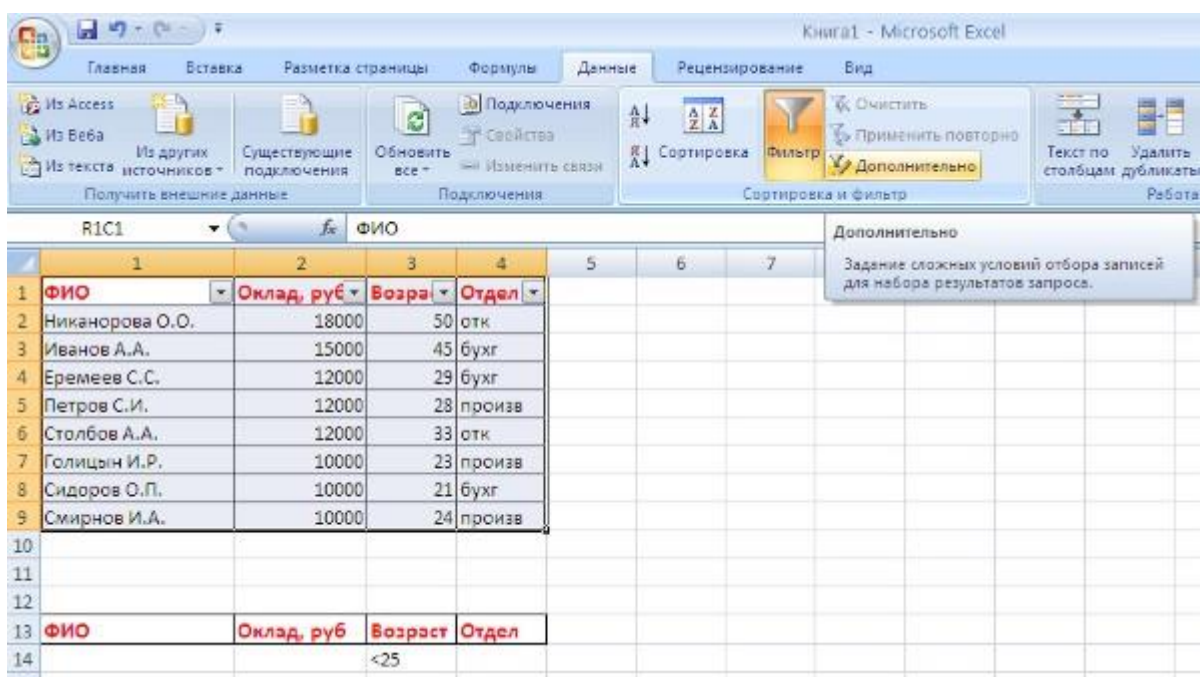 Книга1 - Microsoft Excel
Главная Вставка Разметка страницы Формулы Данные Рецензирование Вид
Из Access
Из Веба
Из текста
Из других источников
Существующие подключения
Получить внешние данные
Обновить все
Подключения
Свойства
Изменить связи
Подключения
А Я
Я А
А Я Я А
Сортировка
Фильтр
Очистить
Применить повторно
Дополнительно
Сортировка и фильтр
Текст по столбцам
Удалить дубликаты
Работа
R1C1 fx ФИО
Дополнительно
Задание сложных условий отбора записей
для набора результатов запроса.
1 2 3 4 5 6 7
1 ФИО Оклад, руб Возра Отдел
2 Никанорова О.О. 18000 50 отк
3 Иванов А.А. 15000 45 бухг
4 Еремеев С.С. 12000 29 бухг
5 Петров С.И. 12000 28 произв
6 Столбов А.А. 12000 33 отк
7 Голицын И.Р. 10000 23 произв
8 Сидоров О.П. 10000 21 бухг
9 Смирнов И.А. 10000 24 произв
10
11
12
13 ФИО Оклад, руб Возраст Отдел
14 <25